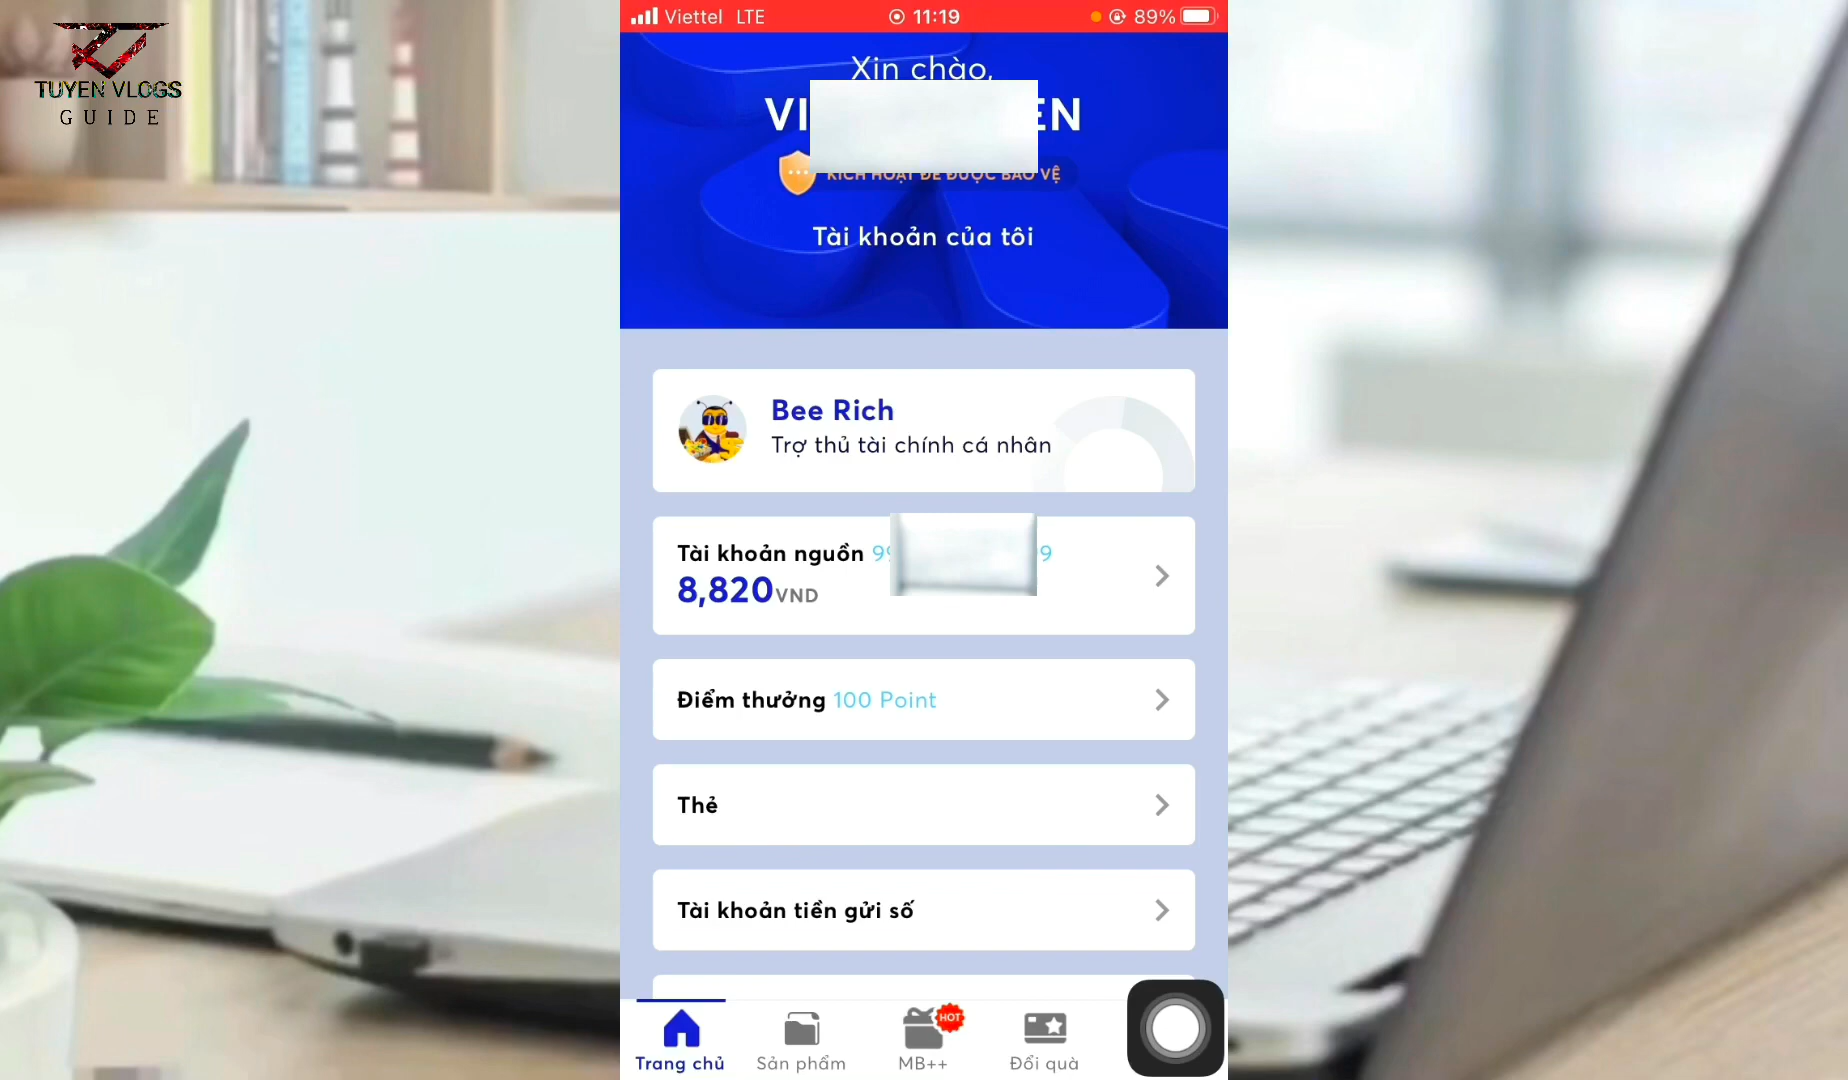 TUYEN VLOGS
GUIDE
Viettel LTE
11:19
89%
Xin chào,
VI EN
KÍCH HOẠT ĐỂ ĐƯỢC BẢO VỆ
Tài khoản của tôi
Bee Rich
Trợ thủ tài chính cá nhân
Tài khoản nguồn 99 9
8,820VND
Điểm thưởng 100 Point
Thẻ
Tài khoản tiền gửi số
HOT
Trang chủ
Sản phẩm
MB++
Đổi quà